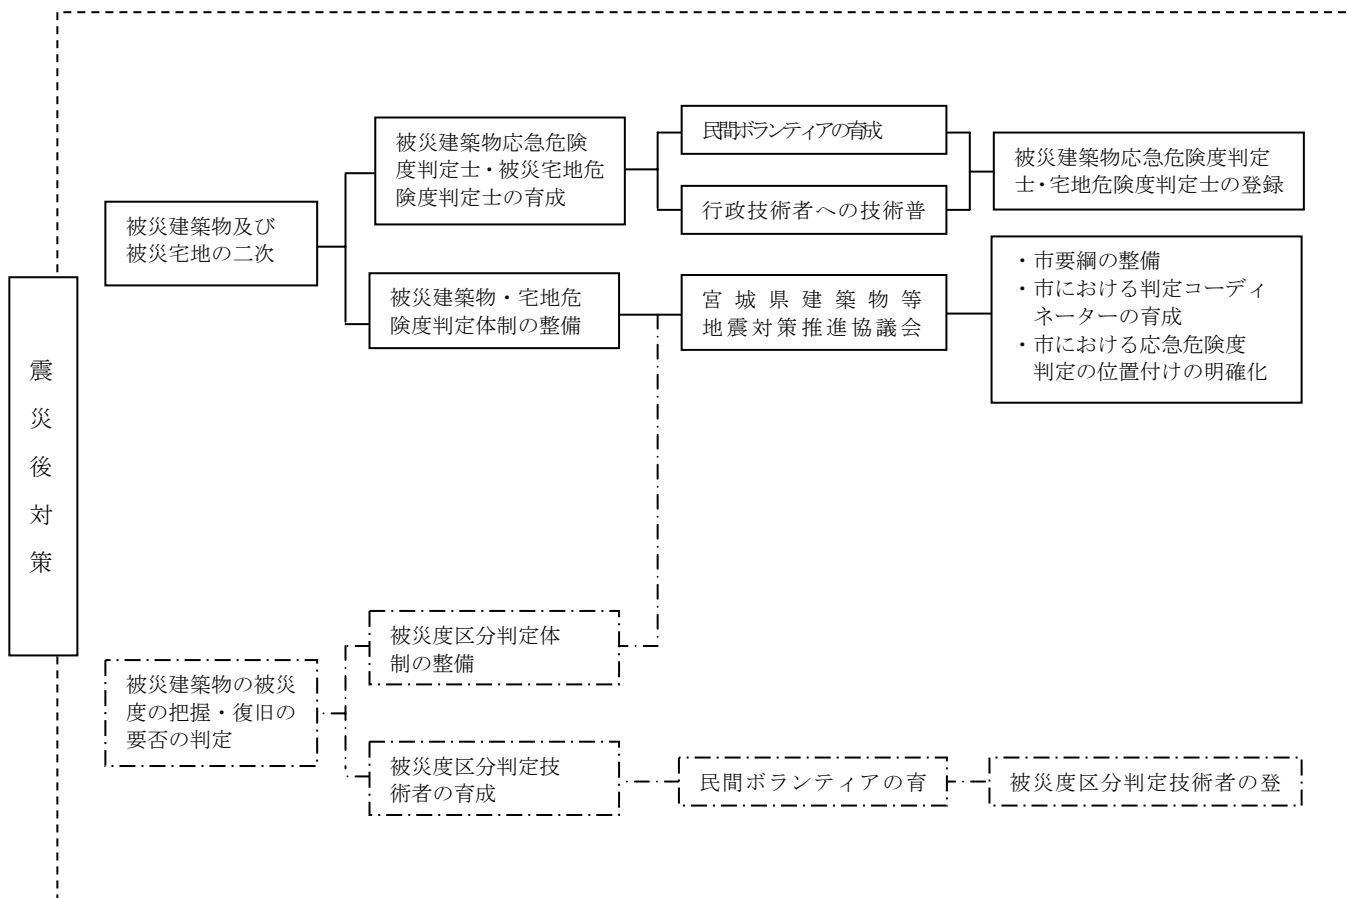 震災後対策
被災建築物及び
被災宅地の二次
被災建築物応急危険
度判定士・被災宅地危
険度判定士の育成
民間ボランティアの育成
行政技術者への技術普
被災建築物応急危険度判定
士・宅地危険度判定士の登録
被災建築物・宅地危
険度判定体制の整備
宮城県建築物等
地震対策推進協議会
・市要綱の整備
・市における判定コーディ
ネーターの育成
・市における応急危険度
判定の位置付けの明確化
被災建築物の被災
度の把握・復旧の
要否の判定
被災度区分判定体
制の整備
被災度区分判定技
術者の育成
民間ボランティアの育
被災度区分判定技術者の登